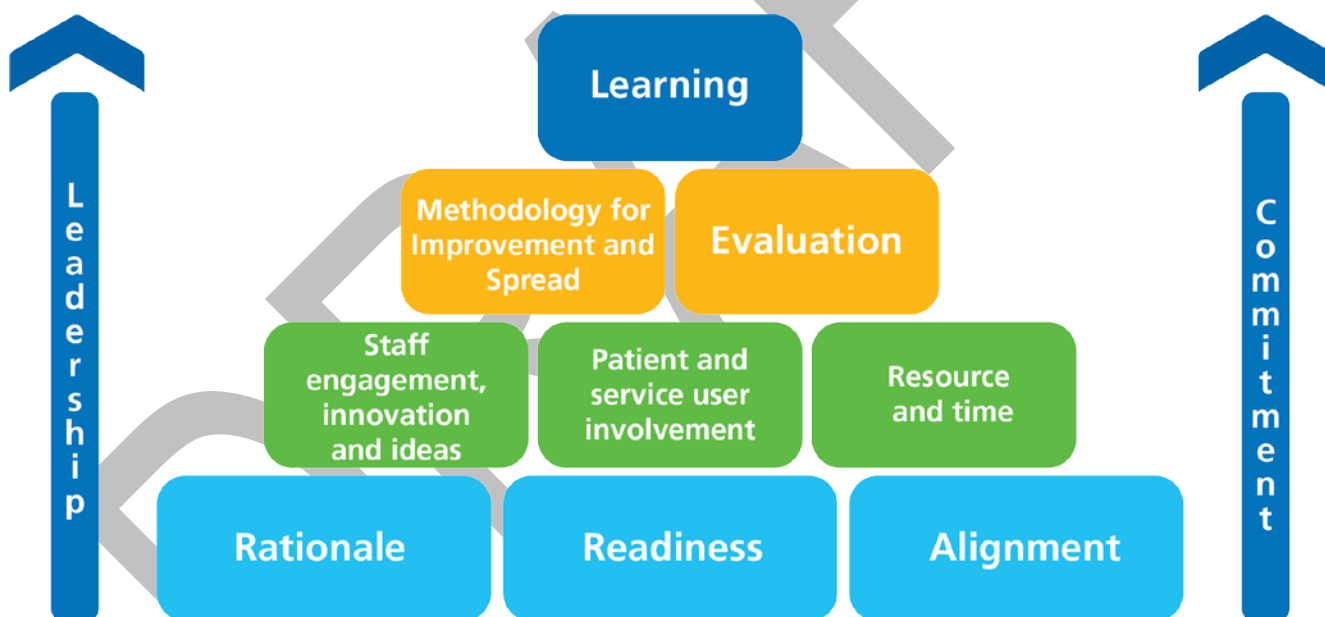 Learning
Methodology for
Improvement and
Spread
Evaluation
Staff
engagement,
innovation
and ideas
Patient and
service user
involvement
Resource
and time
Rationale
Readiness
Alignment
Leadership
Commitment